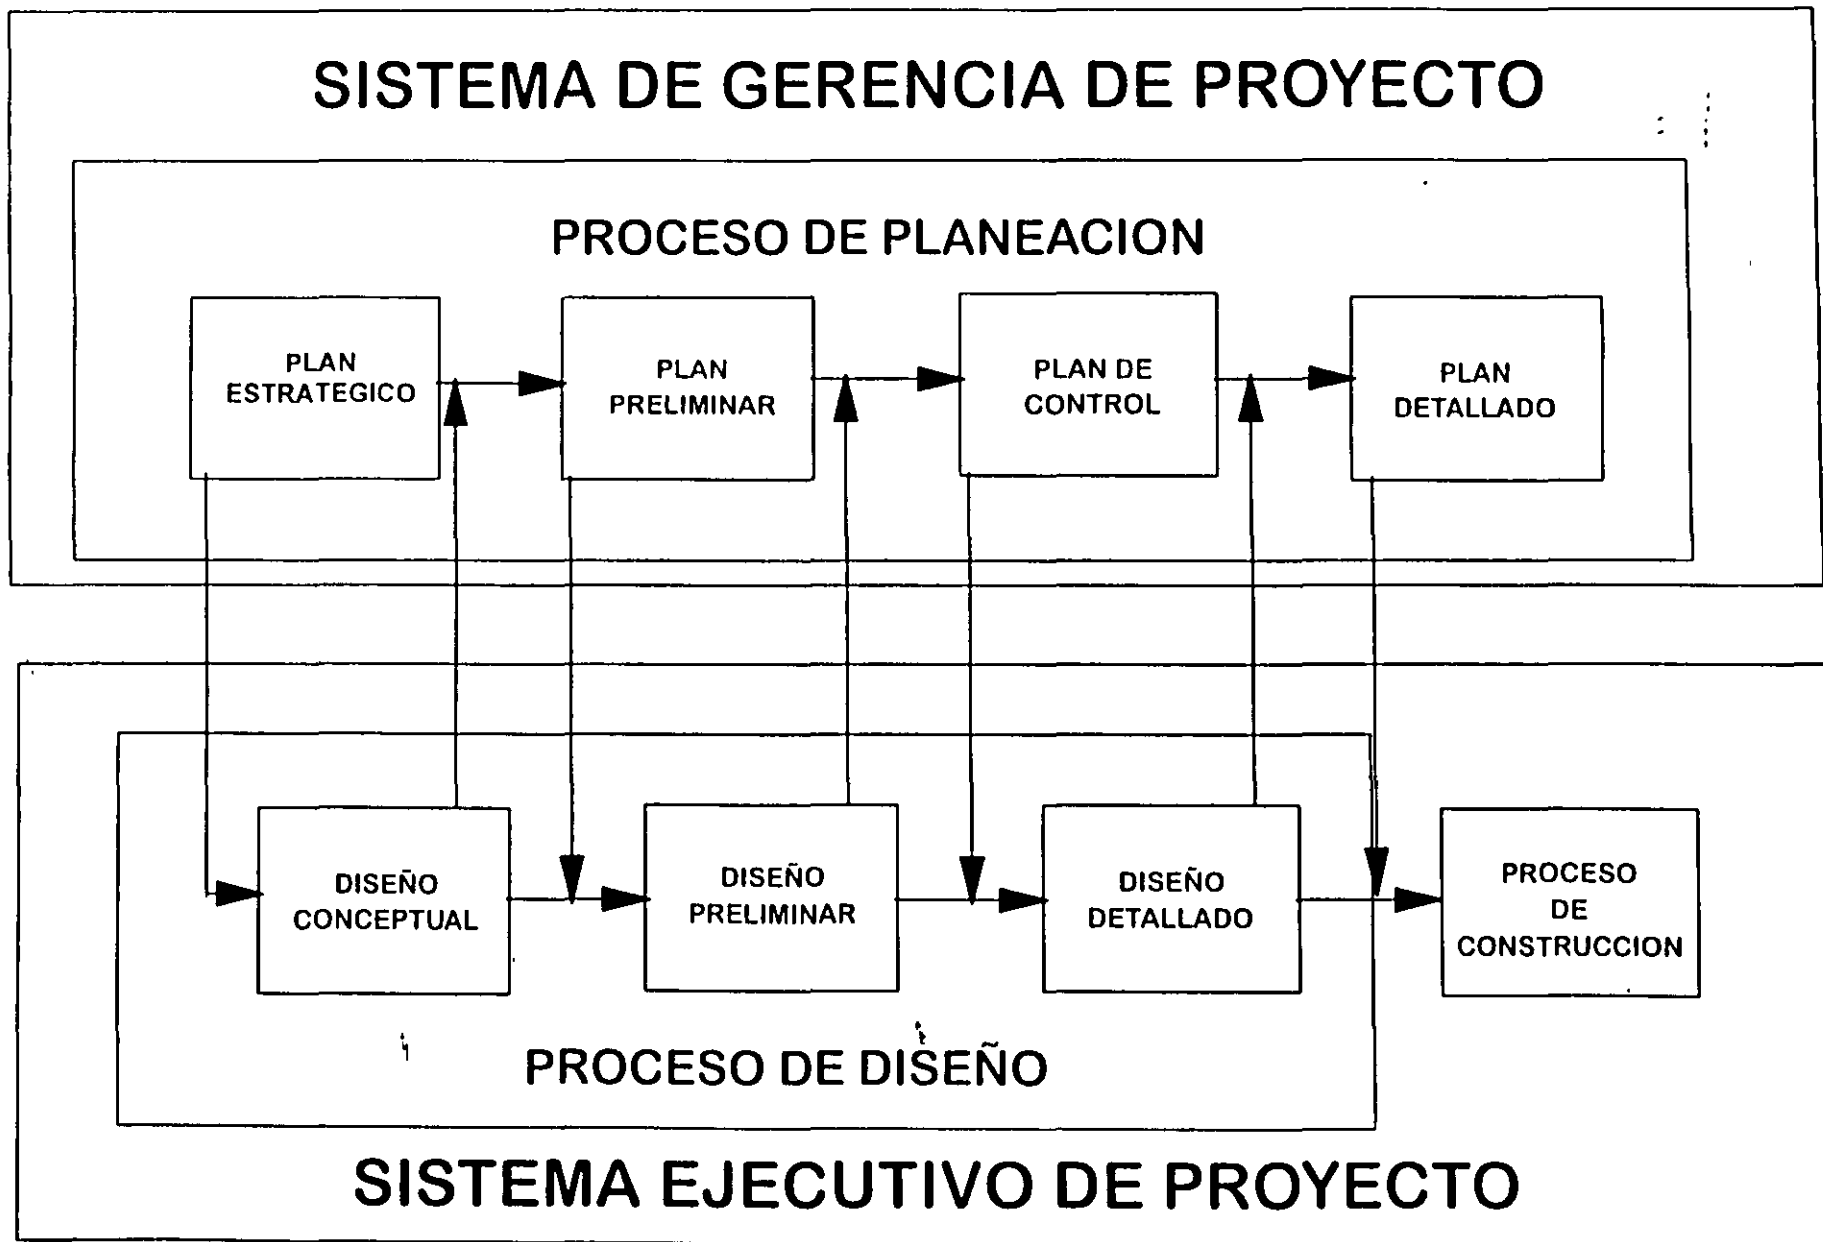 SISTEMA DE GERENCIA DE PROYECTO
PROCESO DE PLANEACION
PLAN
ESTRATEGICO
PLAN
PRELIMINAR
PLAN DE
CONTROL
PLAN
DETALLADO
DISEÑO
CONCEPTUAL
DISEÑO
PRELIMINAR
DISEÑO
DETALLADO
PROCESO
DE
CONSTRUCCION
PROCESO DE DISEÑO
SISTEMA EJECUTIVO DE PROYECTO